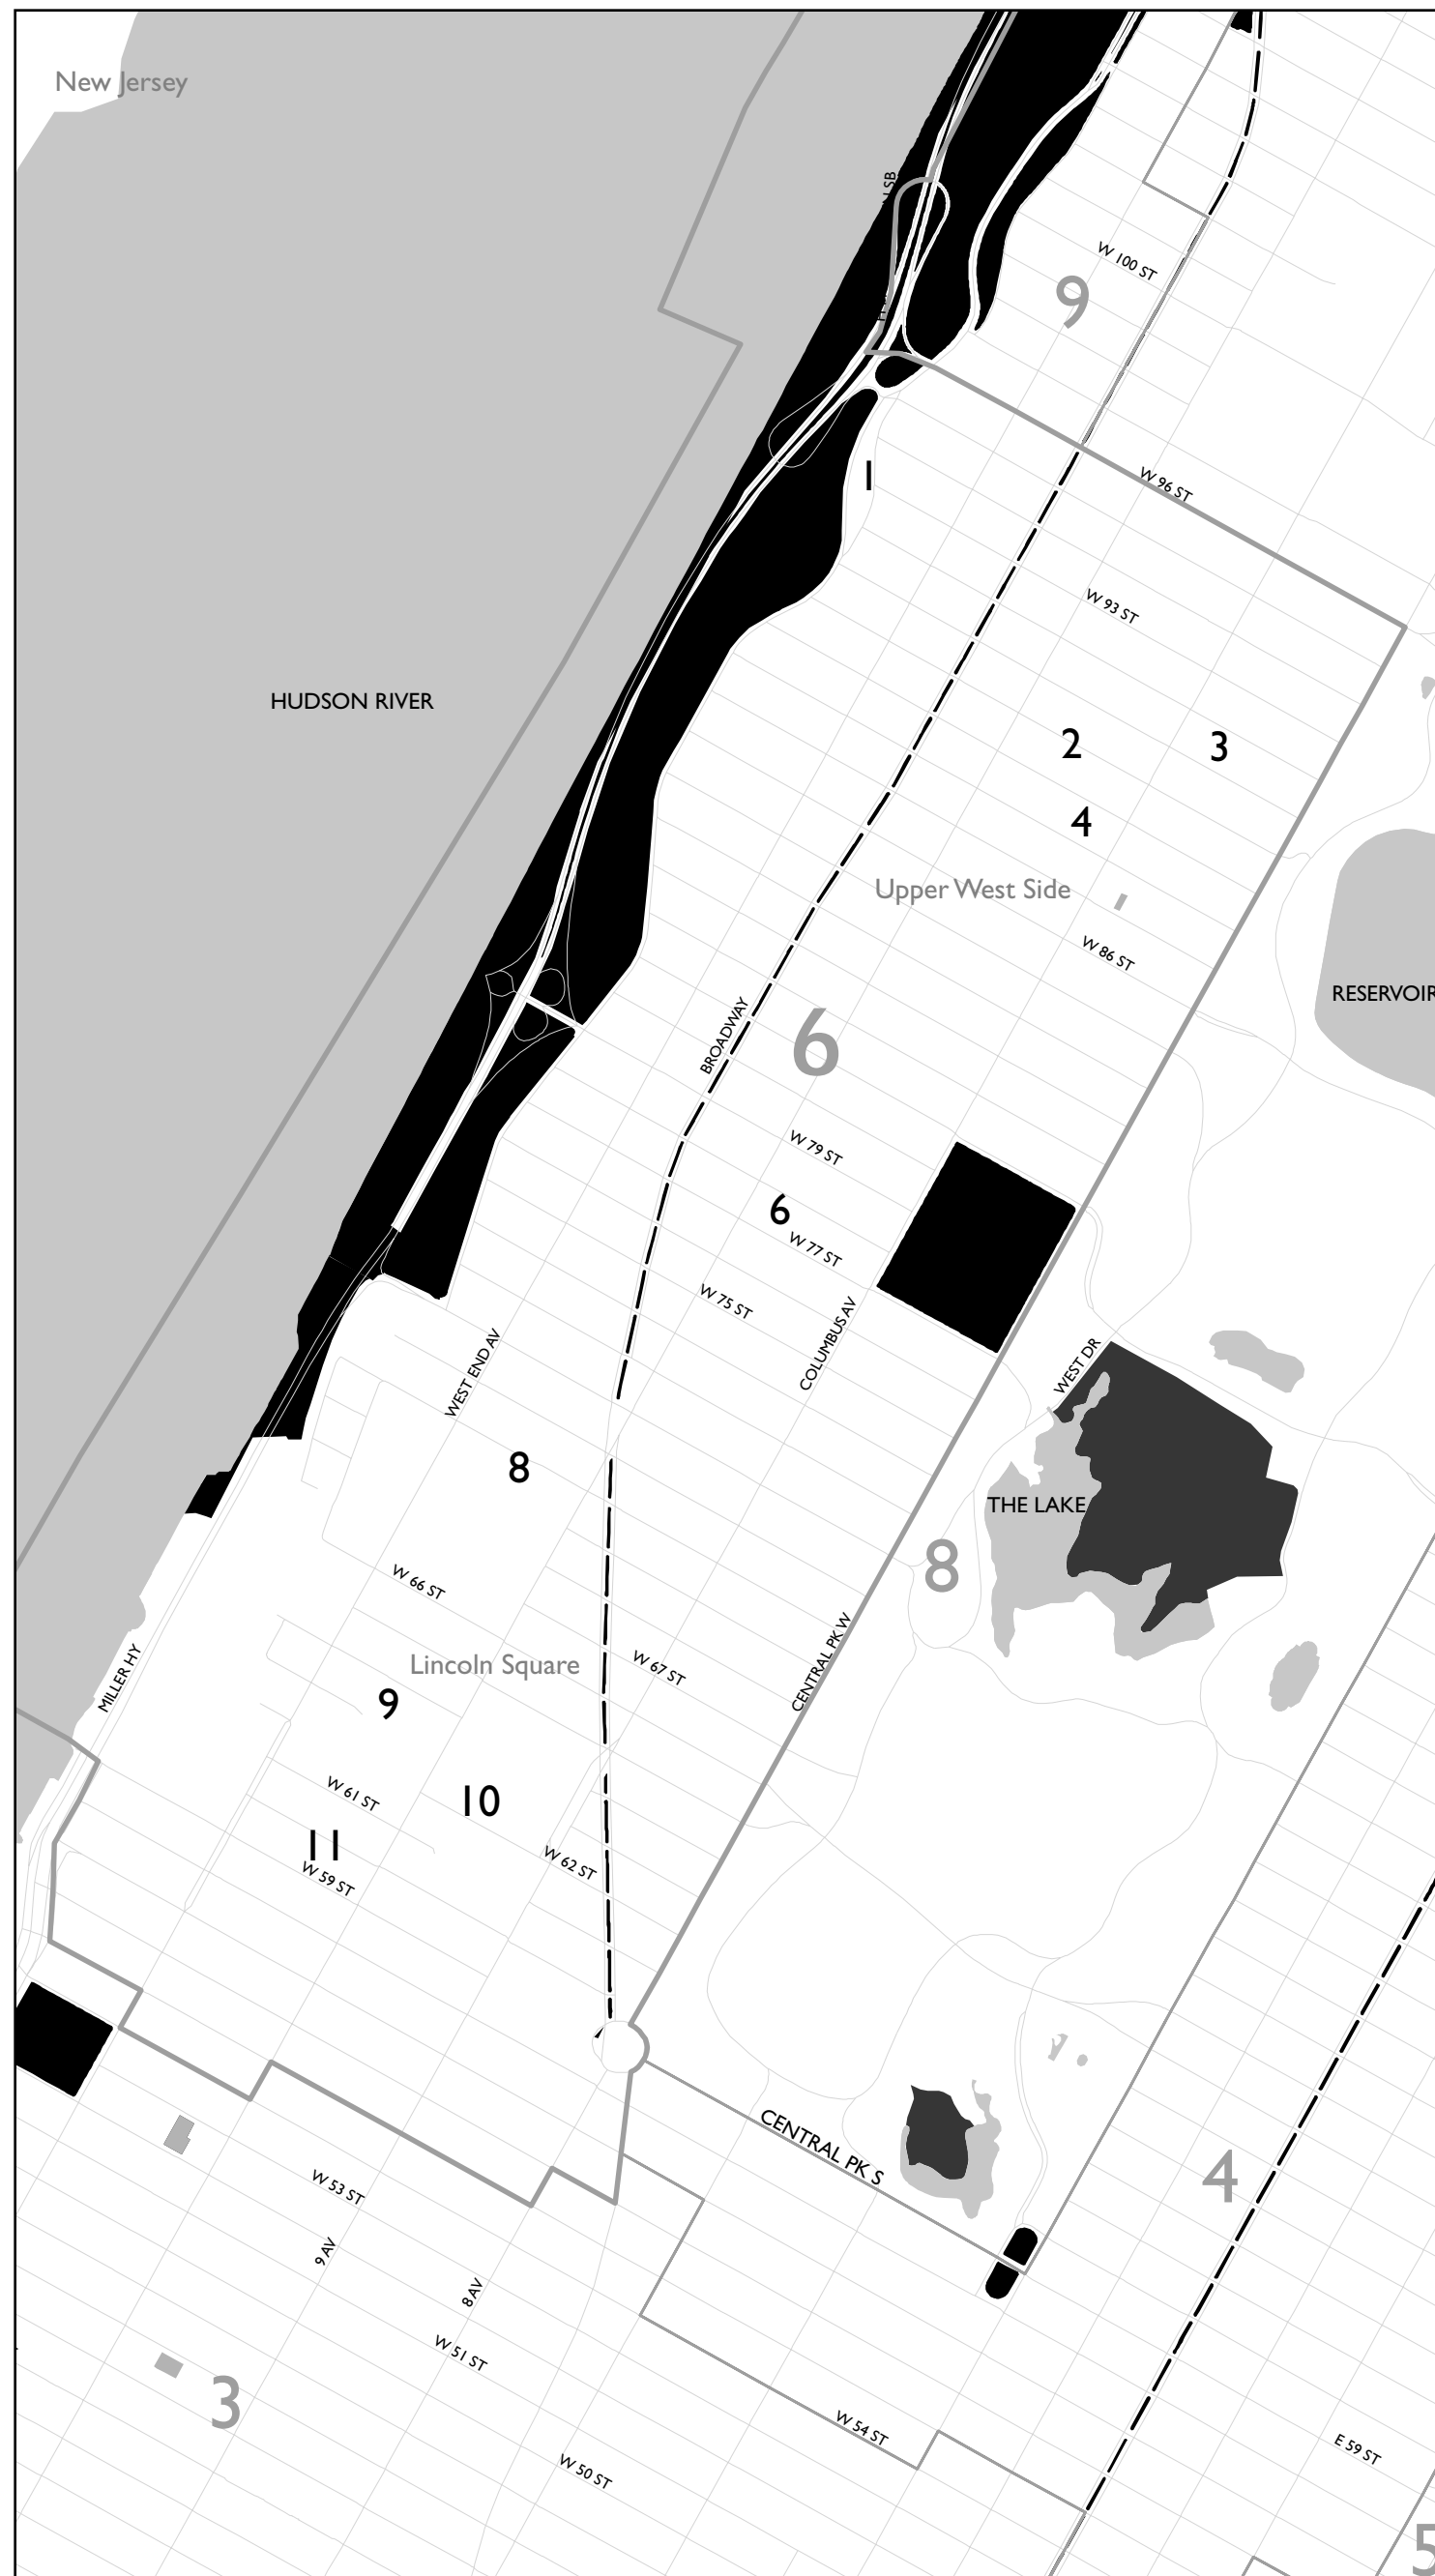 New Jersey
N SB
W 100 ST
9
1
W 96 ST
W 93 ST
HUDSON RIVER
2
3
4
Upper West Side
W 86 ST
RESERVOIR
BROADWAY
6
W 79 ST
6
W 77 ST
W 75 ST
COLUMBUS AV
WEST END AV
WEST DR
8
THE LAKE
8
W 66 ST
CENTRAL PK W
Lincoln Square
W 67 ST
MILLER HY
9
W 61 ST
10
11
W 62 ST
W 59 ST
CENTRAL PK S
4
W 53 ST
9 AV
8 AV
W 51 ST
3
W 54 ST
E 59 ST
W 50 ST
5